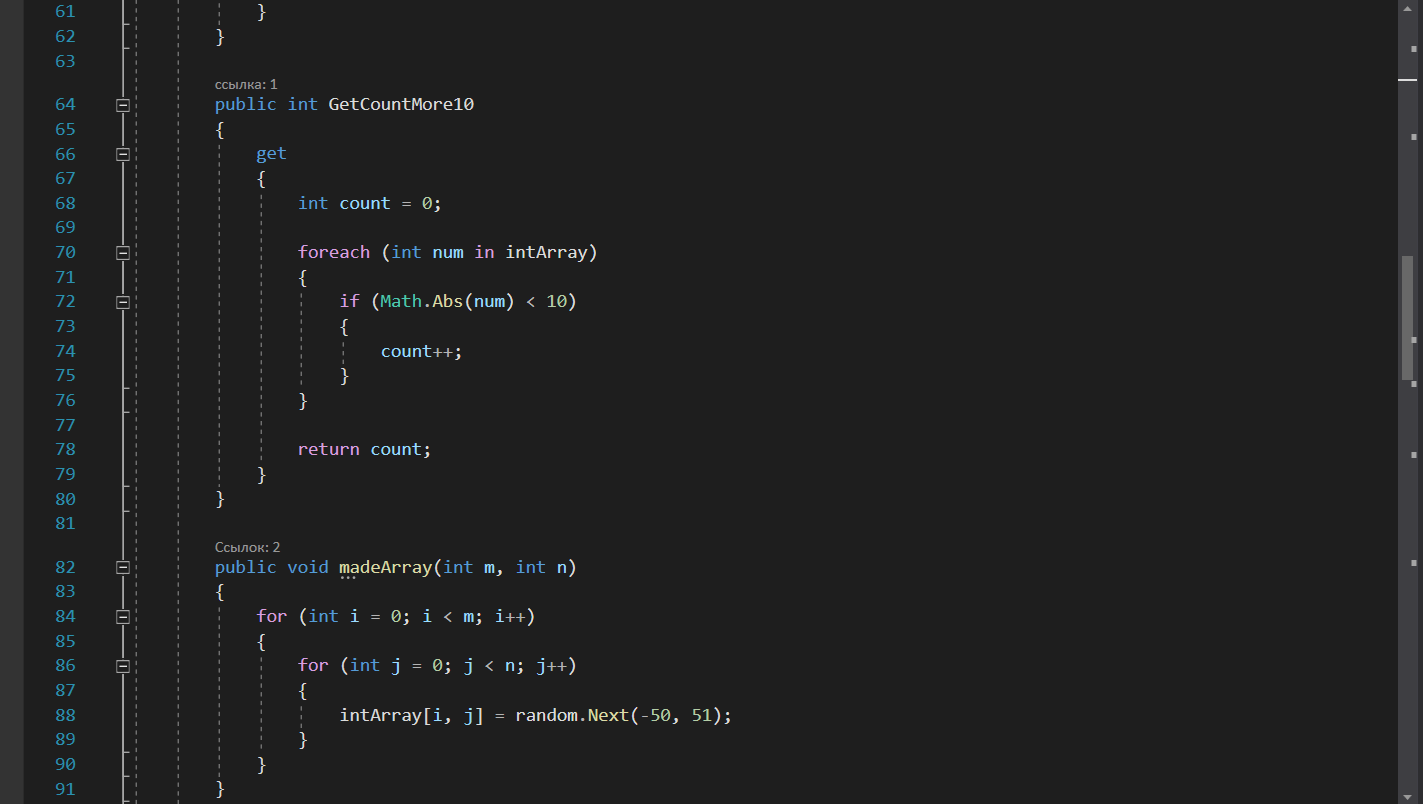 61 }
62 }
63
ссылка: 1
64 public int GetCountMore10
65 {
66 get
67 {
68 int count = 0;
69
70 foreach (int num in intArray)
71 {
72 if (Math.Abs(num) < 10)
73 {
74 count++;
75 }
76 }
77
78 return count;
79 }
80 }
81
Ссылок: 2
82 public void madeArray(int m, int n)
83 {
84 for (int i = 0; i < m; i++)
85 {
86 for (int j = 0; j < n; j++)
87 {
88 intArray[i, j] = random.Next(-50, 51);
89 }
90 }
91 }